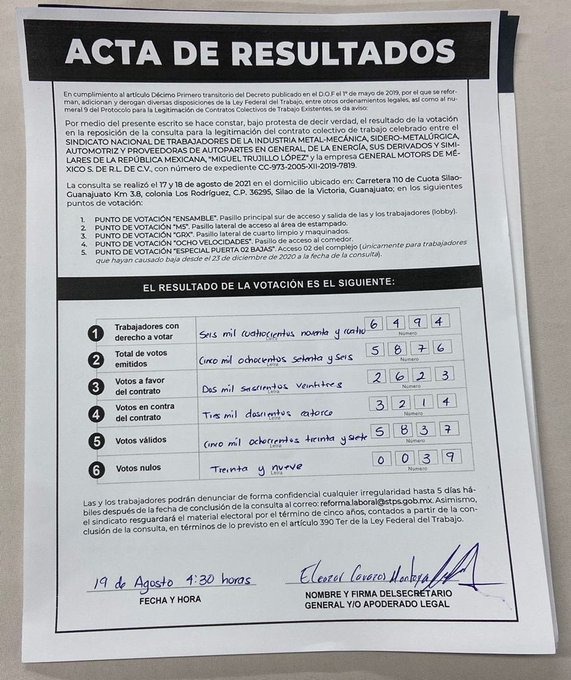 ACTA DE RESULTADOS
En cumplimiento al artículo Décimo Primero transitorio del Decreto publicado en el D.O.F el 1° de mayo de 2019, por el que se refor-
man, adicionan y derogan diversas disposiciones de la Ley Federal del Trabajo, entre otros ordenamientos legales, así como al nume-
ral 9 del Protocolo para la Legitimación de Contratos Colectivos de Trabajo Existentes, se da aviso:
Por medio del presente escrito se hace constar, bajo protesta de decir verdad, el resultado de la votación
en la reposición de la consulta para la legitimación del contrato colectivo de trabajo celebrado entre el
SINDICATO NACIONAL DE TRABAJADORES DE LA INDUSTRIA METAL-MECÁNICA, SIDERO-METALÚRGICA,
AUTOMOTRIZ Y PROVEEDORAS DE AUTOPARTES EN GENERAL, DE LA ENERGÍA, SUS DERIVADOS Y SIMI-
LARES DE LA REPÚBLICA MEXICANA, "MIGUEL TRUJILLO LÓPEZ" y la empresa GENERAL MOTORS DE MÉ-
XICO S. DE R.L. DE C.V., con número de expediente CC-973-2005-XII-2019-7819.
La consulta se realizó el 17 y 18 de agosto de 2021 en el domicilio ubicado en: Carretera 110 de Cuota Silao-
Guanajuato Km 3.8, colonia Los Rodríguez, C.P. 36295, Silao de la Victoria, Guanajuato; en los siguientes
puntos de votación:
1. PUNTO DE VOTACIÓN "ENSAMBLE". Pasillo principal sur de acceso y salida de las y los trabajadores (lobby).
2. PUNTO DE VOTACIÓN "MS". Pasillo lateral de acceso al área de estampado.
3. PUNTO DE VOTACIÓN "GRX". Pasillo lateral de cuarto limpio y maquinados.
4. PUNTO DE VOTACIÓN "OCHO VELOCIDADES". Pasillo de acceso al comedor.
5. PUNTO DE VOTACIÓN "ESPECIAL PUERTA 02 BAJAS". Acceso 02 del complejo (únicamente para trabajadores
que hayan causado baja desde el 23 de diciembre de 2020 a la fecha de la consulta).
EL RESULTADO DE LA VOTACIÓN ES EL SIGUIENTE:
1 Trabajadores con derecho a votar Seis mil cuatrocientos noventa y cuatro 6 4 9 4
Letra Número
2 Total de votos emitidos Cinco mil ochocientos setenta y seis 5 8 7 6
Letra Número
3 Votos a favor del contrato Dos mil seiscientos veintitres 2 6 2 3
Letra Número
4 Votos en contra del contrato Tres mil doscientos catorce 3 2 1 4
Letra Número
5 Votos válidos Cinco mil ochocientos treinta y siete 5 8 3 7
Letra Número
6 Votos nulos Treinta y nueve 0 0 3 9
Letra Número
Las y los trabajadores podrán denunciar de forma confidencial cualquier irregularidad hasta 5 días há-
biles después de la fecha de conclusión de la consulta al correo: reforma.laboral@stps.gob.mx. Asimismo,
el sindicato resguardará el material electoral por el término de cinco años, contados a partir de la con-
clusión de la consulta, en términos de lo previsto en el artículo 390 Ter de la Ley Federal del Trabajo.
19 de Agosto 4:30 horas
FECHA Y HORA
Eleazar Cavazos
NOMBRE Y FIRMA DELSECRETARIO
GENERAL Y/O APODERADO LEGAL